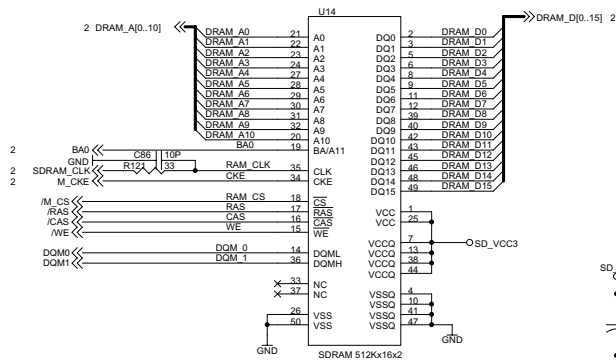 U14
2 DRAM_A[0..10]
DRAM_D[0..15] 2
DRAM_A0 21 A0 DQ0 2 DRAM_D0
DRAM_A1 22 A1 DQ1 3 DRAM_D1
DRAM_A2 23 A2 DQ2 5 DRAM_D2
DRAM_A3 24 A3 DQ3 6 DRAM_D3
DRAM_A4 27 A4 DQ4 8 DRAM_D4
DRAM_A5 28 A5 DQ5 9 DRAM_D5
DRAM_A6 29 A6 DQ6 11 DRAM_D6
DRAM_A7 30 A7 DQ7 12 DRAM_D7
DRAM_A8 31 A8 DQ8 39 DRAM_D8
DRAM_A9 32 A9 DQ9 40 DRAM_D9
DRAM_A10 20 A10 DQ10 42 DRAM_D10
2 BA0 BA0 19 BA/A11 DQ11 43 DRAM_D11
GND C86 10P DQ12 45 DRAM_D12
2 SDRAM_CLK R121 33 RAM_CLK 35 CLK DQ13 46 DRAM_D13
2 M_CKE CKE 34 CKE DQ14 48 DRAM_D14
DQ15 49 DRAM_D15
/M_CS RAM_CS 18 CS
/RAS RAS 17 RAS VCC 1
/CAS CAS 16 CAS VCC 25
/WE WE 15 WE
VCCQ 7 SD_VCC3
DQM0 DQM_0 14 DQML VCCQ 13
DQM1 DQM_1 36 DQMH VCCQ 38
VCCQ 44
33 NC
37 NC VSSQ 4
VSSQ 10
26 VSS VSSQ 41
50 VSS VSSQ 47
GND
GND
SDRAM 512Kx16x2
SD_